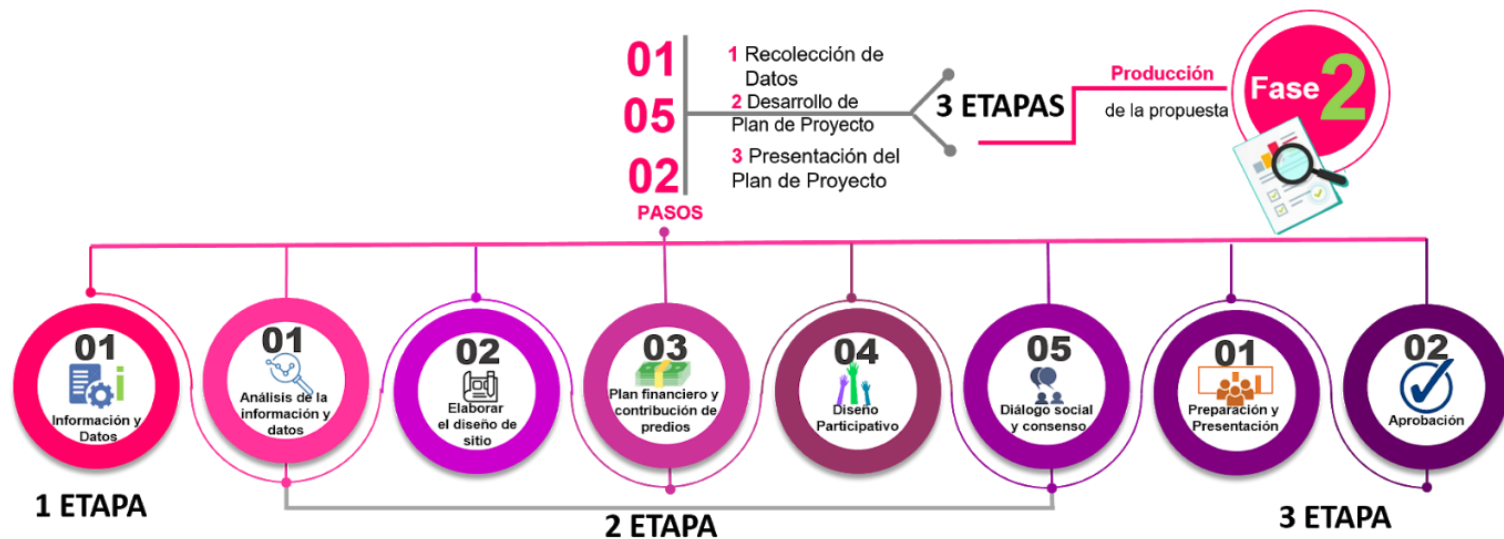 01
05
02
PASOS
1 Recolección de
Datos
2 Desarrollo de
Plan de Proyecto
3 Presentación del
Plan de Proyecto
3 ETAPAS
Producción
de la propuesta
Fase 2
01
Información y
Datos
01
Análisis de la
información y
datos
02
Elaborar
el diseño de
sitio
03
Plan financiero y
contribución de
predios
04
Diseño
Participativo
05
Diálogo social
y consenso
01
Preparación y
Presentación
02
Aprobación
1 ETAPA
2 ETAPA
3 ETAPA